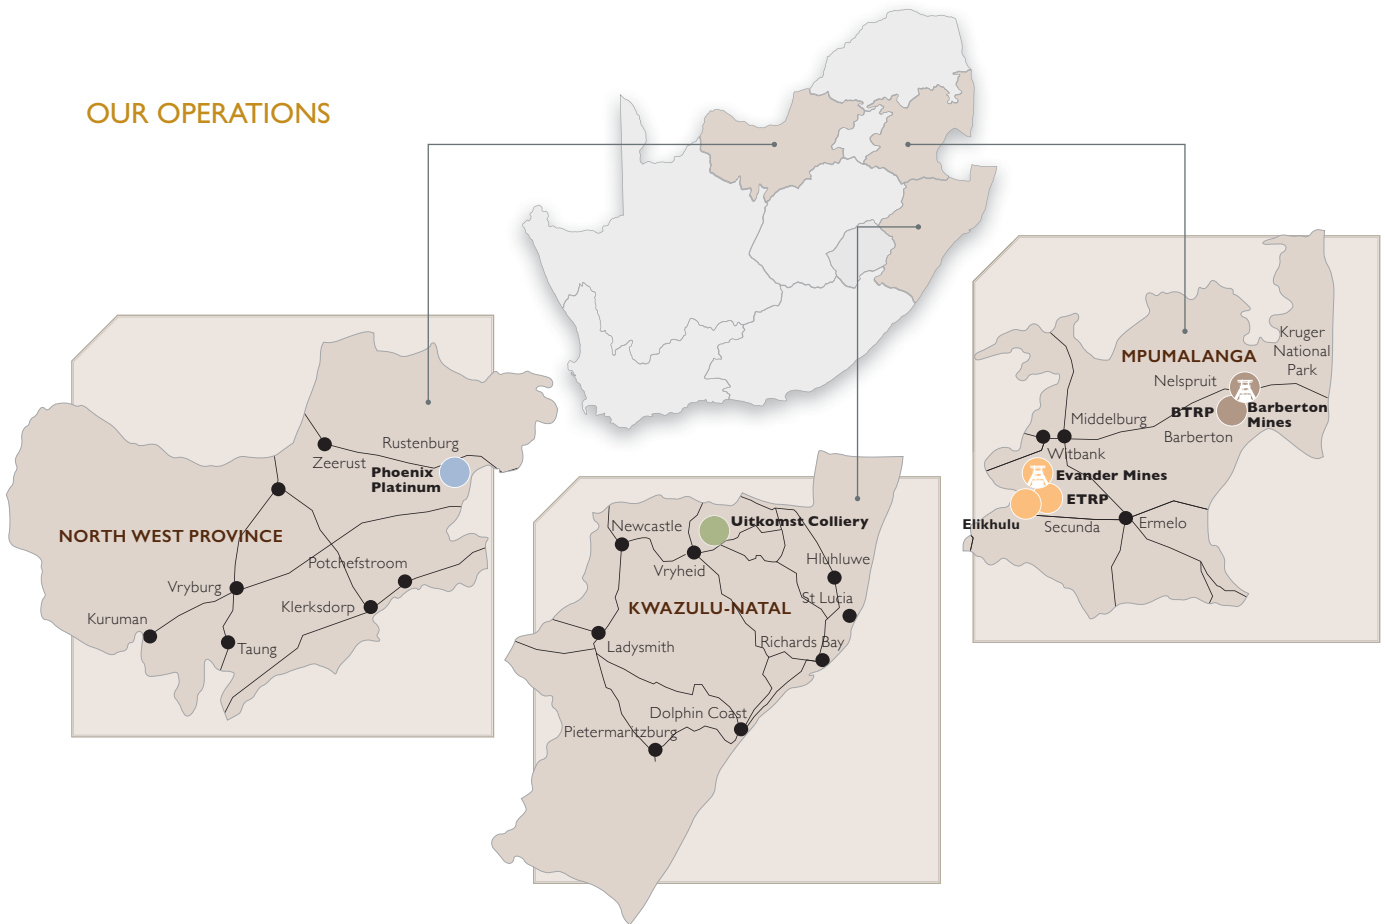 OUR OPERATIONS
Rustenburg
Zeerust
Phoenix
Platinum
NORTH WEST PROVINCE
Potchefstroom
Vryburg
Klerksdorp
Kuruman
Taung
Uitkomst Colliery
Newcastle
Vryheid
Hluhluwe
St Lucia
KWAZULU-NATAL
Richards Bay
Ladysmith
Dolphin Coast
Pietermaritzburg
Kruger
National
Park
MPUMALANGA
Nelspruit
BTRP
Barberton
Mines
Middelburg
Barberton
Witbank
Evander Mines
ETRP
Elikhulu
Secunda
Ermelo